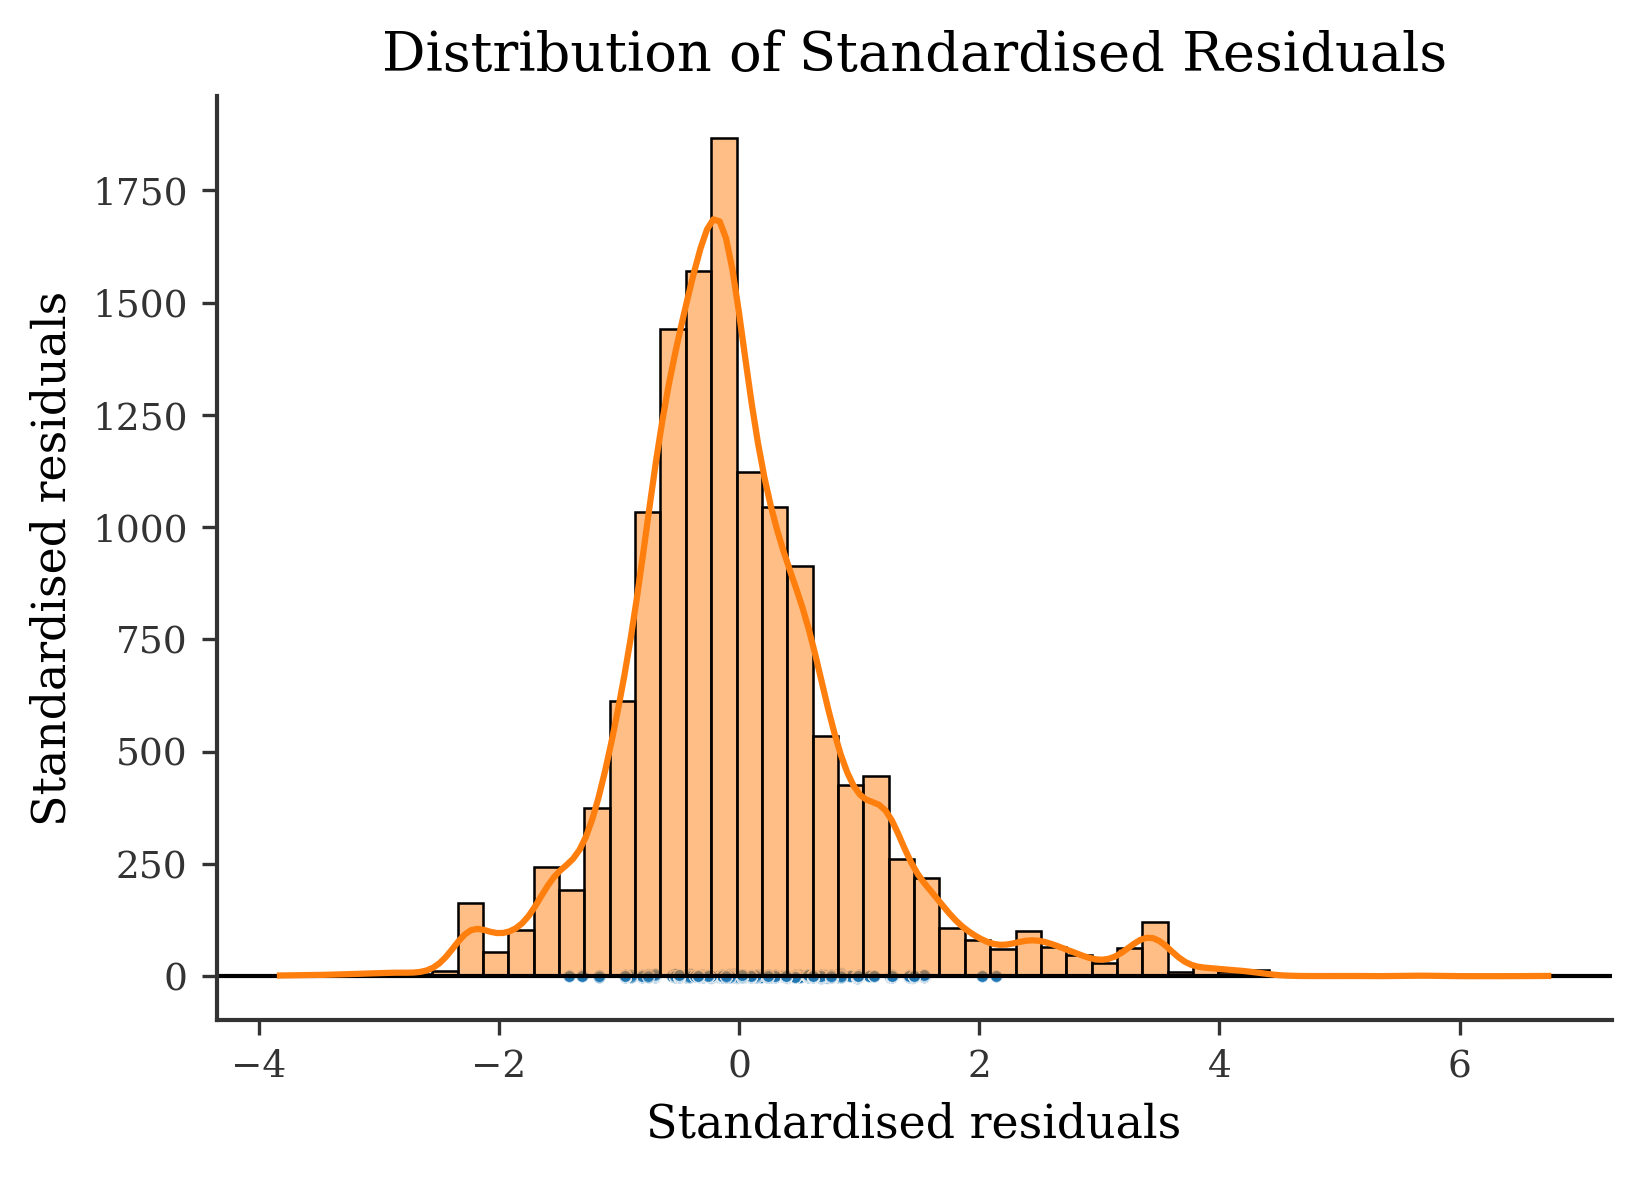 Distribution of Standardised Residuals
Standardised residuals
1750
1500
1250
1000
750
500
250
0
−4 −2 0 2 4 6
Standardised residuals